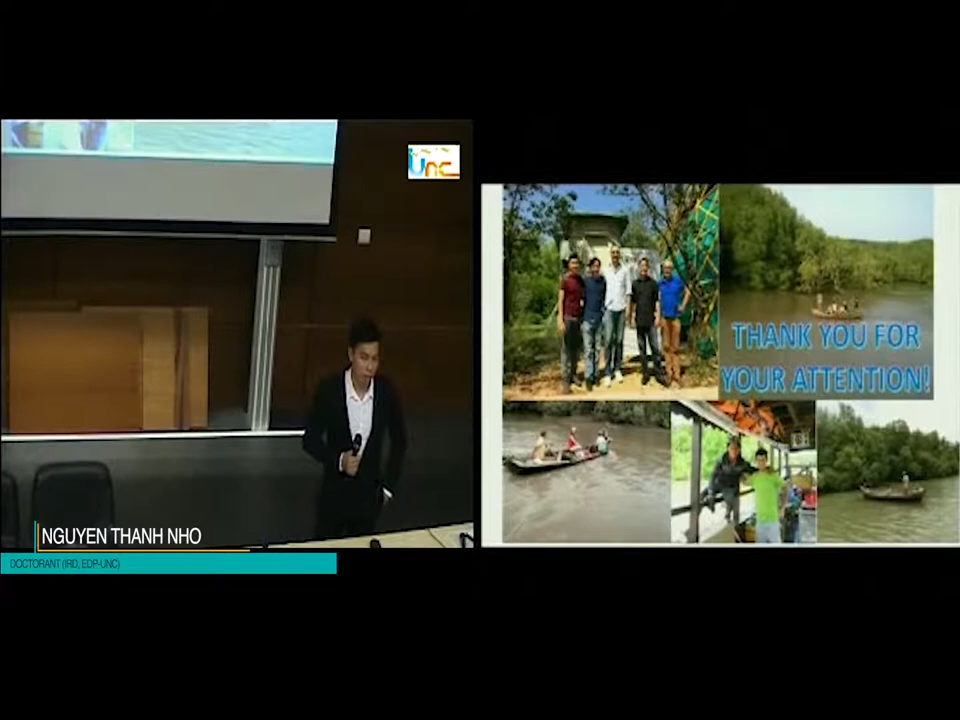 Unc
NGUYEN THANH NHO
DOCTORANT (IRD, EDP-UNC)
THANK YOU FOR
YOUR ATTENTION!